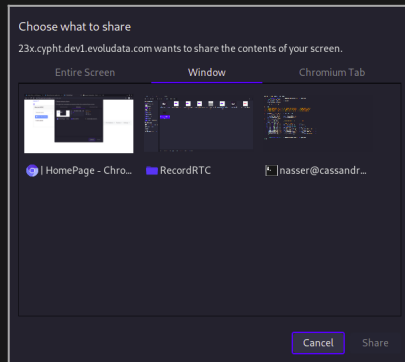 Choose what to share
23x.cypht.dev1.evoludata.com wants to share the contents of your screen.
Entire Screen Window Chromium Tab
| HomePage - Chro... RecordRTC nasser@cassandr...
Cancel Share